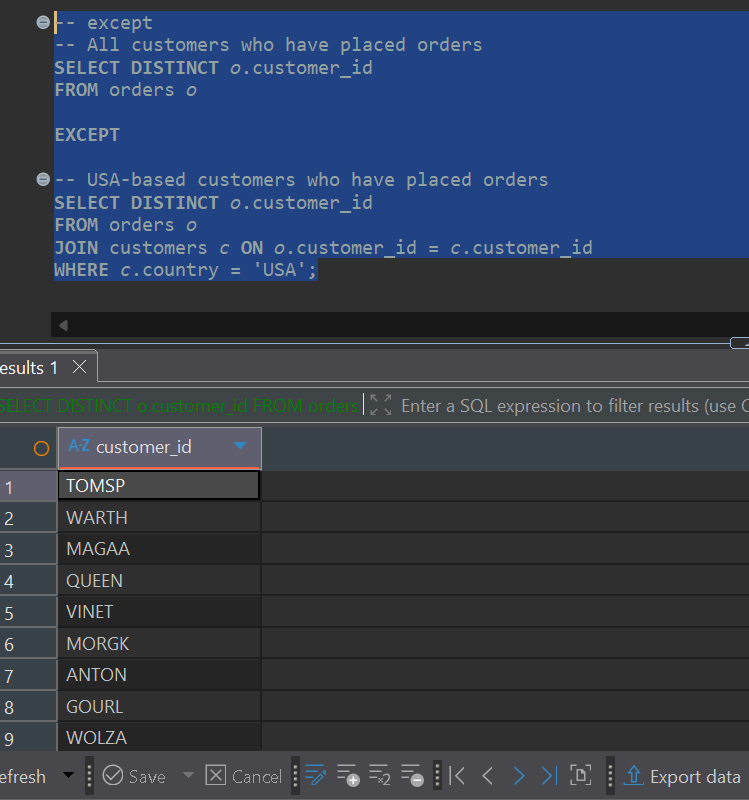 -- except
-- All customers who have placed orders
SELECT DISTINCT o.customer_id
FROM orders o
EXCEPT
-- USA-based customers who have placed orders
SELECT DISTINCT o.customer_id
FROM orders o
JOIN customers c ON o.customer_id = c.customer_id
WHERE c.country = 'USA';
esults 1
SELECT DISTINCT o.customer_id FROM orders Enter a SQL expression to filter results (use C
A-Z customer_id
1 TOMSP
2 WARTH
3 MAGAA
4 QUEEN
5 VINET
6 MORGK
7 ANTON
8 GOURL
9 WOLZA
efresh Save Cancel Export data